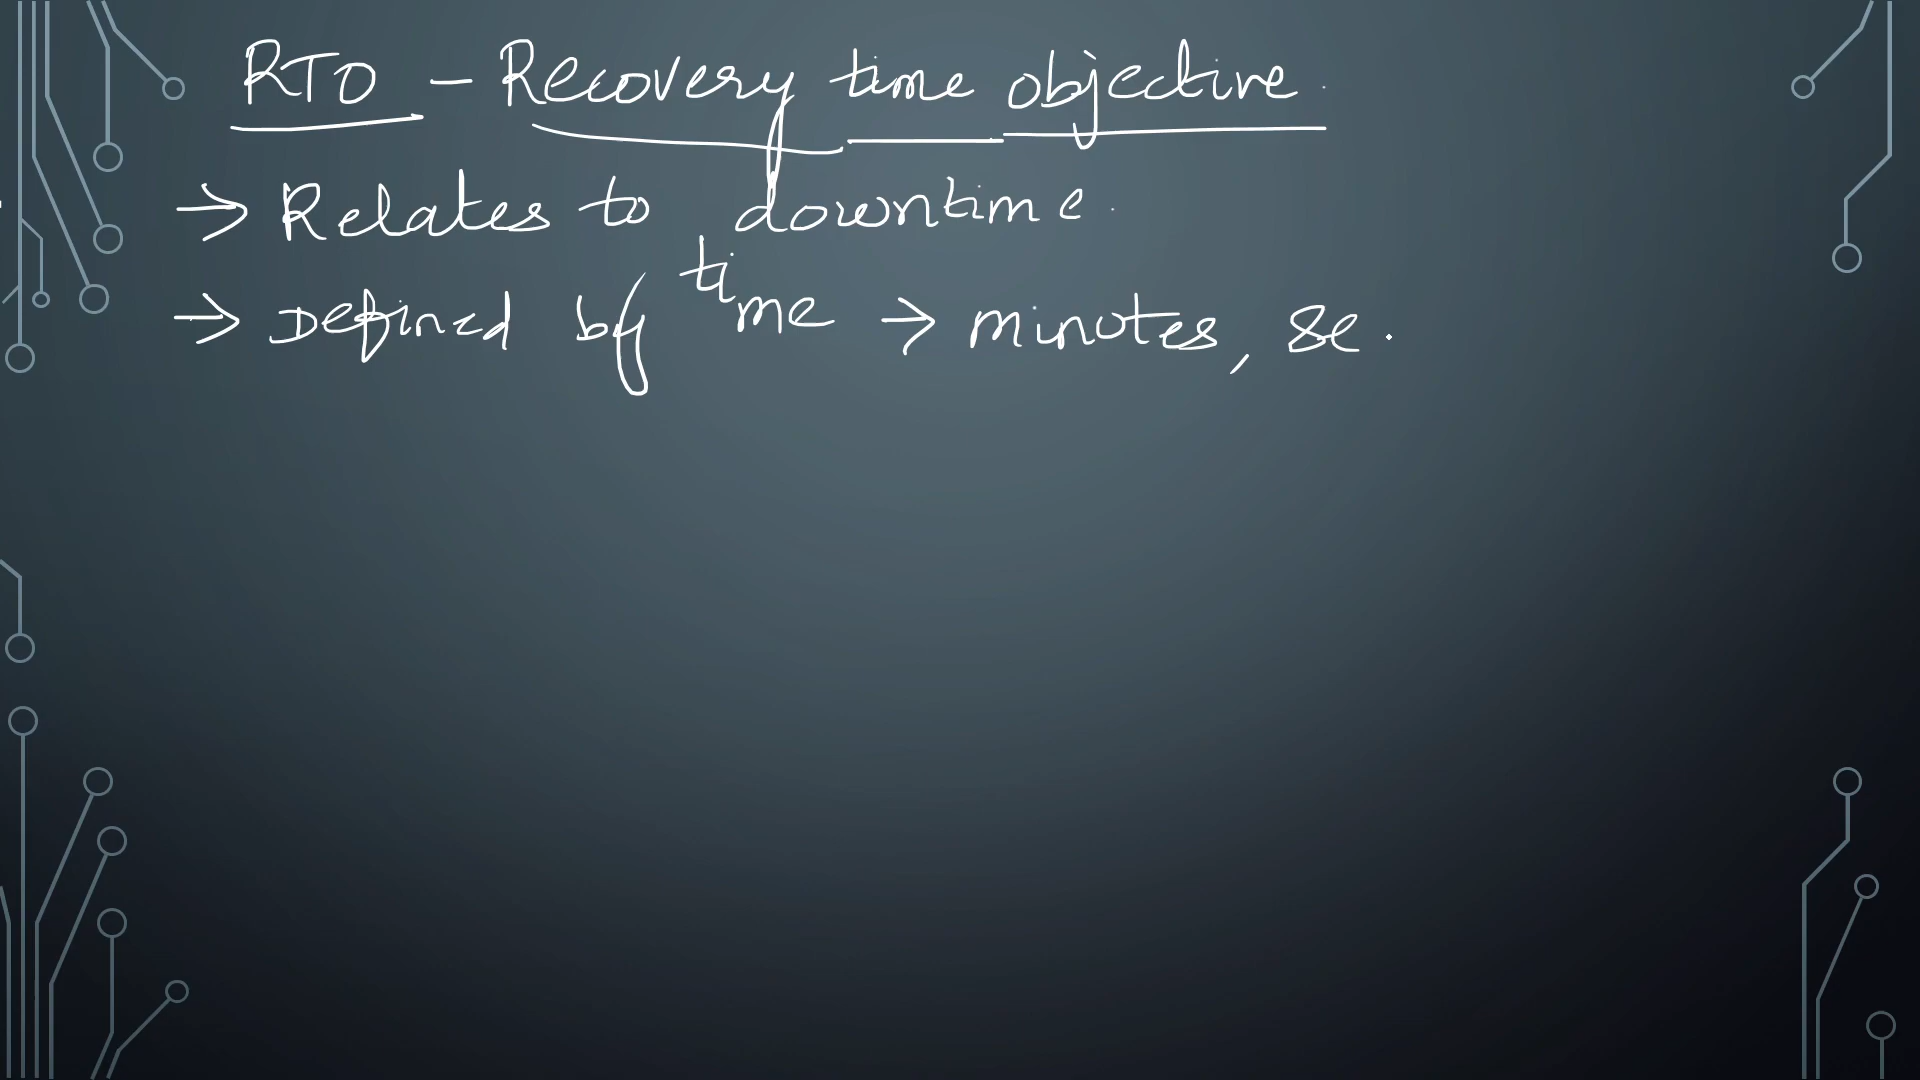 RTO - Recovery time objective.
→ Relates to downtime.
→ Defined by time → minutes, se.